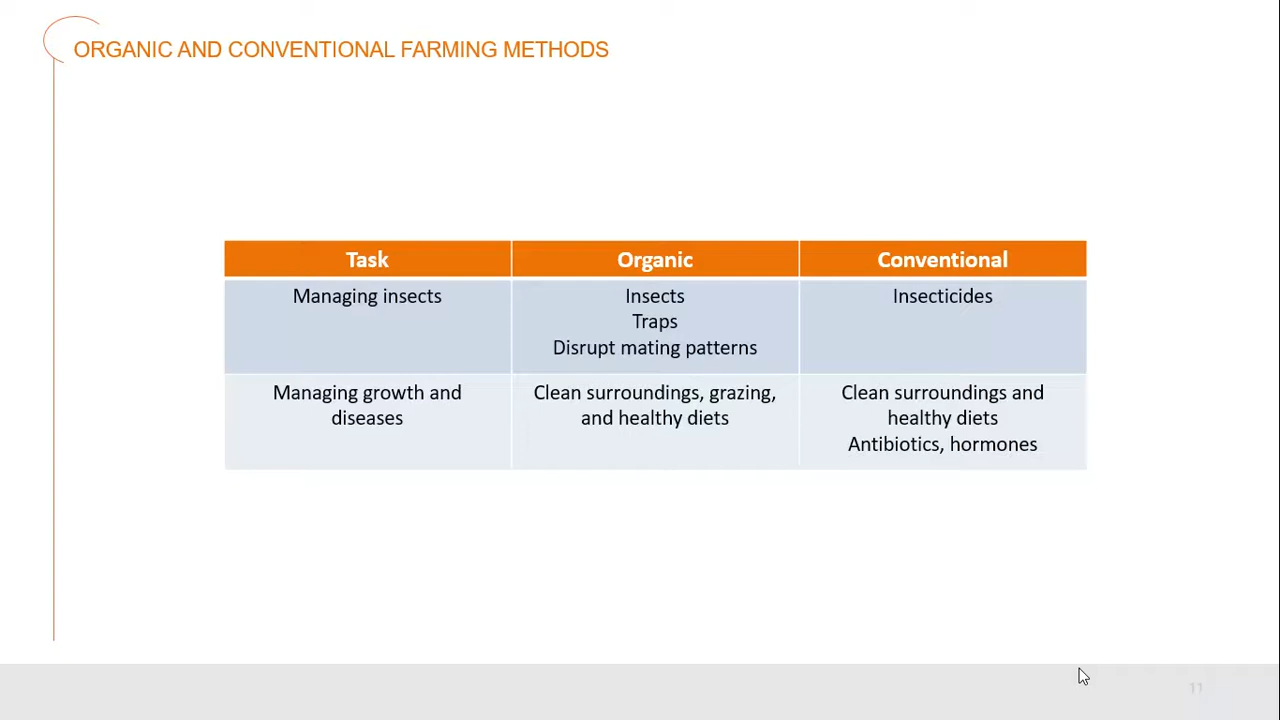 ORGANIC AND CONVENTIONAL FARMING METHODS
Task Organic Conventional
Managing insects
Insects
Traps
Disrupt mating patterns
Insecticides
Managing growth and
diseases
Clean surroundings, grazing,
and healthy diets
Clean surroundings and
healthy diets
Antibiotics, hormones
11